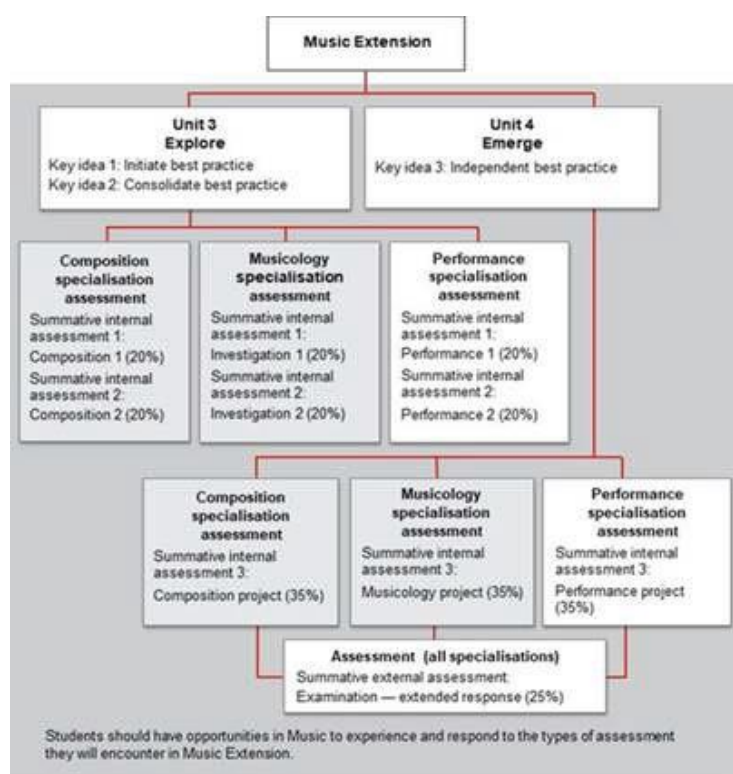 Music Extension
Unit 3
Explore
Key idea 1: Initiate best practice
Key idea 2: Consolidate best practice
Unit 4
Emerge
Key idea 3: Independent best practice
Composition
specialisation
assessment
Summative internal
assessment 1:
Composition 1 (20%)
Summative internal
assessment 2:
Composition 2 (20%)
Musicology
specialisation
assessment
Summative internal
assessment 1:
Investigation 1 (20%)
Summative internal
assessment 2:
Investigation 2 (20%)
Performance
specialisation
assessment
Summative internal
assessment 1:
Performance 1 (20%)
Summative internal
assessment 2:
Performance 2 (20%)
Composition
specialisation
assessment
Summative internal
assessment 3:
Composition project (35%)
Musicology
specialisation
assessment
Summative internal
assessment 3:
Musicology project (35%)
Performance
specialisation
assessment
Summative internal
assessment 3:
Performance project
(35%)
Assessment (all specialisations)
Summative external assessment:
Examination — extended response (25%)
Students should have opportunities in Music to experience and respond to the types of assessment
they will encounter in Music Extension.